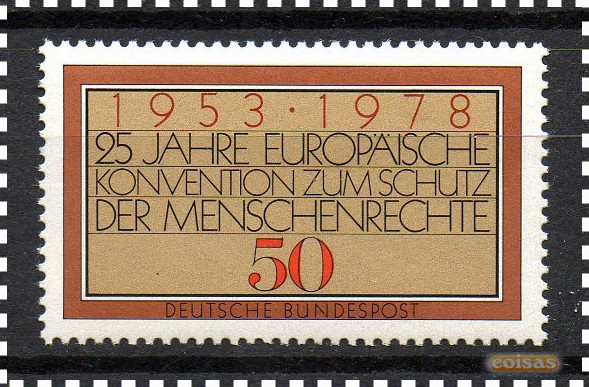 1953·1978
25 JAHRE EUROPÄISCHE
KONVENTION ZUM SCHUTZ
DER MENSCHENRECHTE
50
DEUTSCHE BUNDESPOST
coisas